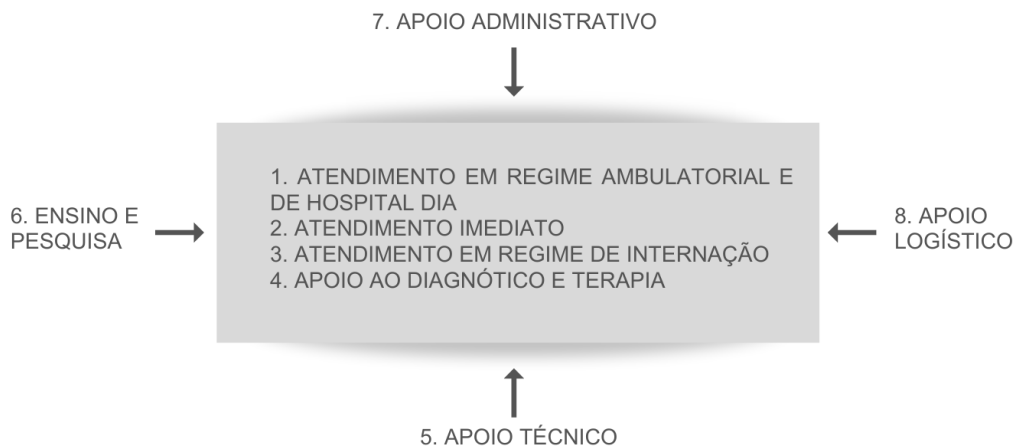 7. APOIO ADMINISTRATIVO
1. ATENDIMENTO EM REGIME AMBULATORIAL E
DE HOSPITAL DIA
2. ATENDIMENTO IMEDIATO
3. ATENDIMENTO EM REGIME DE INTERNAÇÃO
4. APOIO AO DIAGNÓTICO E TERAPIA
6. ENSINO E
PESQUISA
8. APOIO
LOGÍSTICO
5. APOIO TÉCNICO